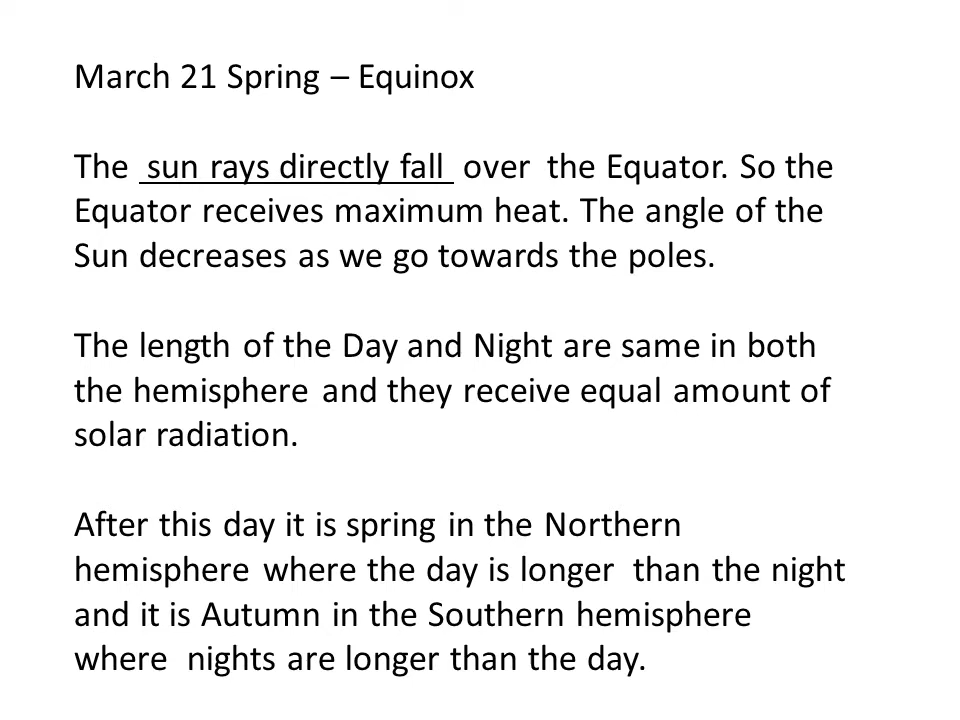 March 21 Spring – Equinox
The sun rays directly fall over the Equator. So the
Equator receives maximum heat. The angle of the
Sun decreases as we go towards the poles.
The length of the Day and Night are same in both
the hemisphere and they receive equal amount of
solar radiation.
After this day it is spring in the Northern
hemisphere where the day is longer than the night
and it is Autumn in the Southern hemisphere
where nights are longer than the day.